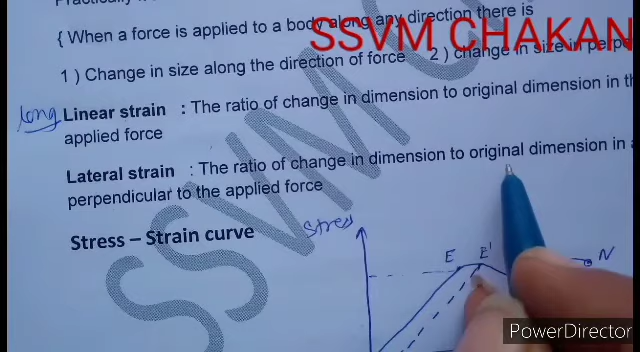 { When a force is applied to a body along any direction there is
SSVM CHAKAN
1 ) Change in size along the direction of force 2 ) change in size in
long Linear strain : The ratio of change in dimension to original dimension in
applied force
Lateral strain : The ratio of change in dimension to original dimension in
perpendicular to the applied force
Stress – Strain curve
Stress
E E' N
SSVM
PowerDirector